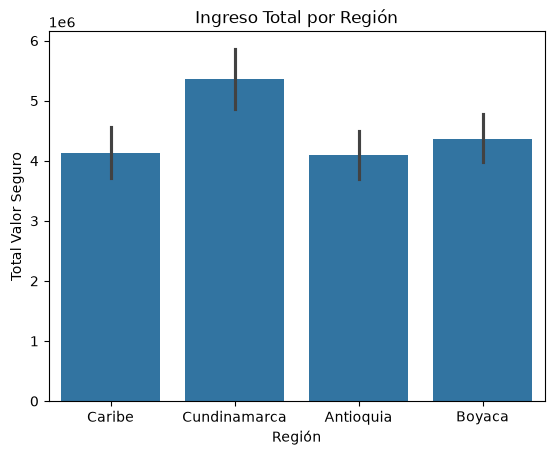 Ingreso Total por Región
1e6
6
5
4
3
2
1
0
Total Valor Seguro
Caribe Cundinamarca Antioquia Boyaca
Región